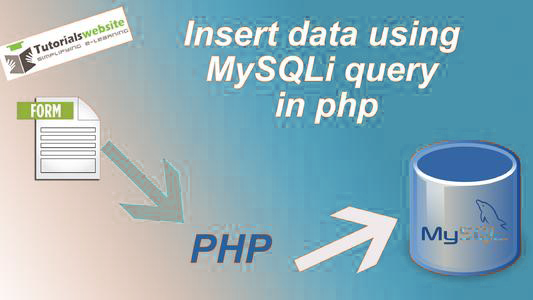 Tutorialswebsite
SIMPLIFYING E-LEARNING
Insert data using
MySQLi query
in php
FORM
PHP
MySQL